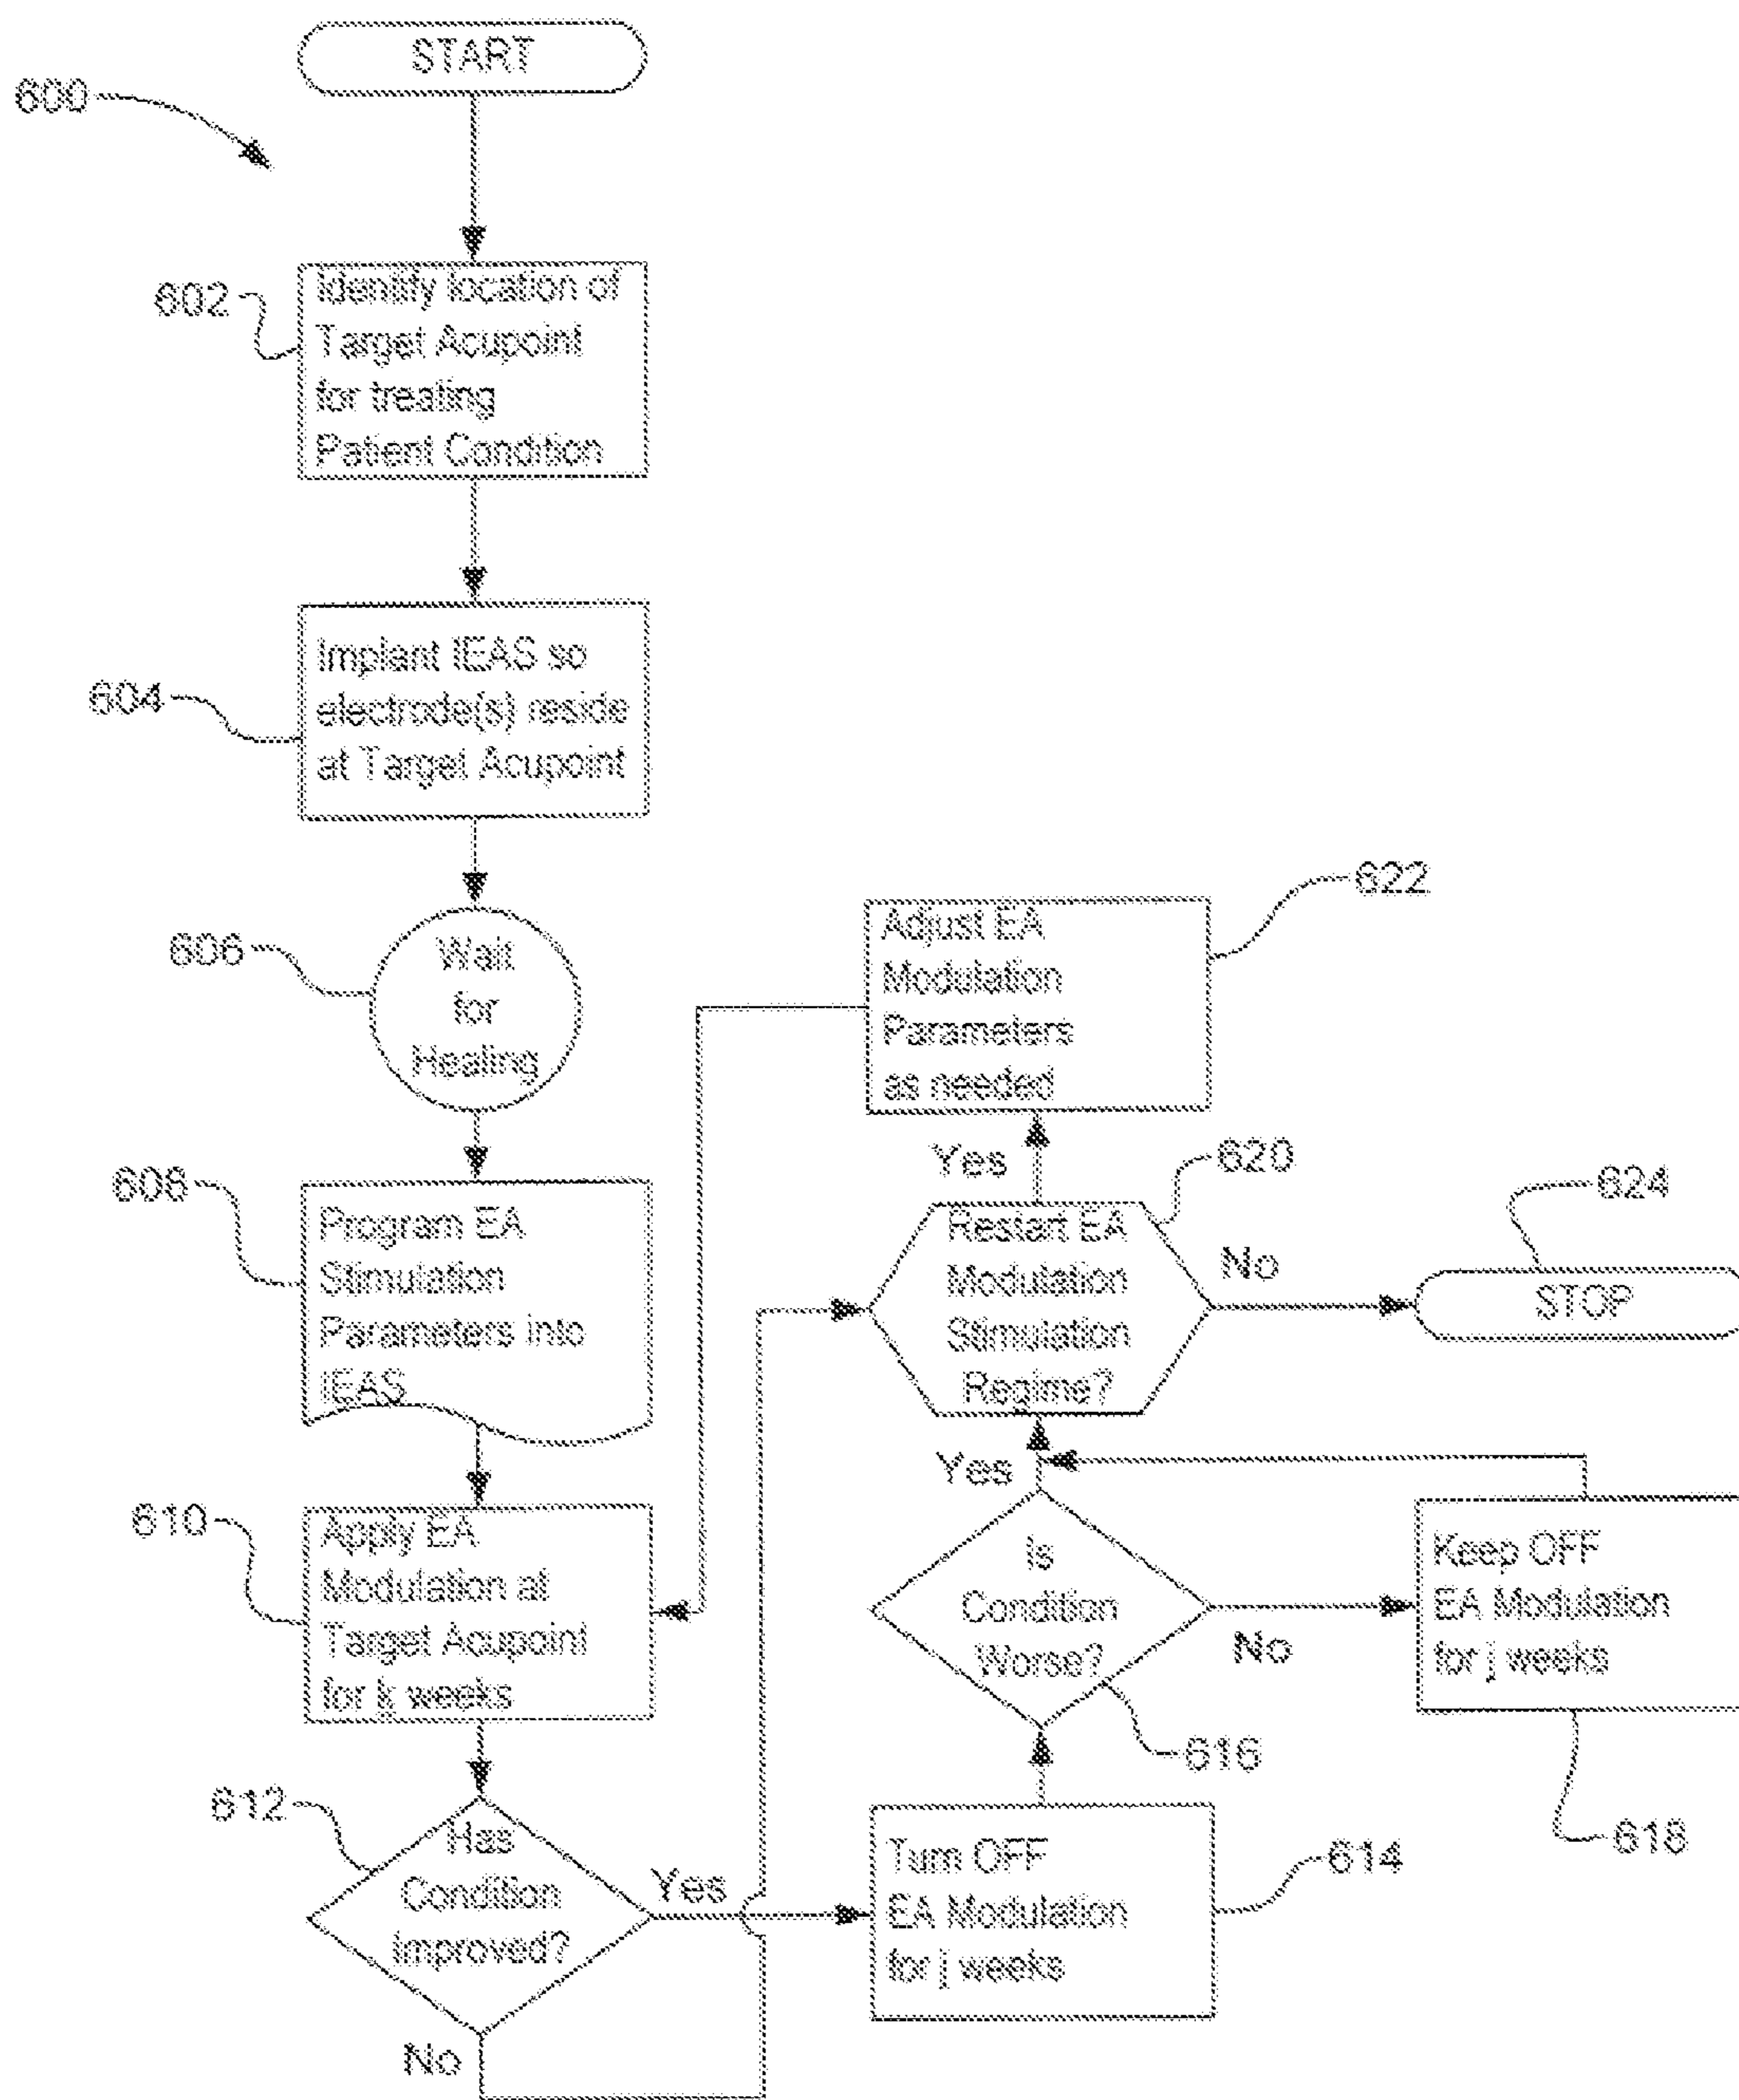 START
600
602
Identify location of
Target Acupoint
for treating
Patient Condition
604
Implant IEAS so
electrode(s) reside
at Target Acupoint
606
Wait
for
Healing
608
Program EA
Stimulation
Parameters into
IEAS
610
Apply EA
Modulation at
Target Acupoint
for k weeks
612
Has
Condition
Improved?
Yes
No
Turn OFF
EA Modulation
for j weeks
614
Is
Condition
Worse?
616
Yes
No
Keep OFF
EA Modulation
for j weeks
618
Restart EA
Modulation
Stimulation
Regime?
620
Yes
No
624
STOP
Adjust EA
Modulation
Parameters
as needed
622